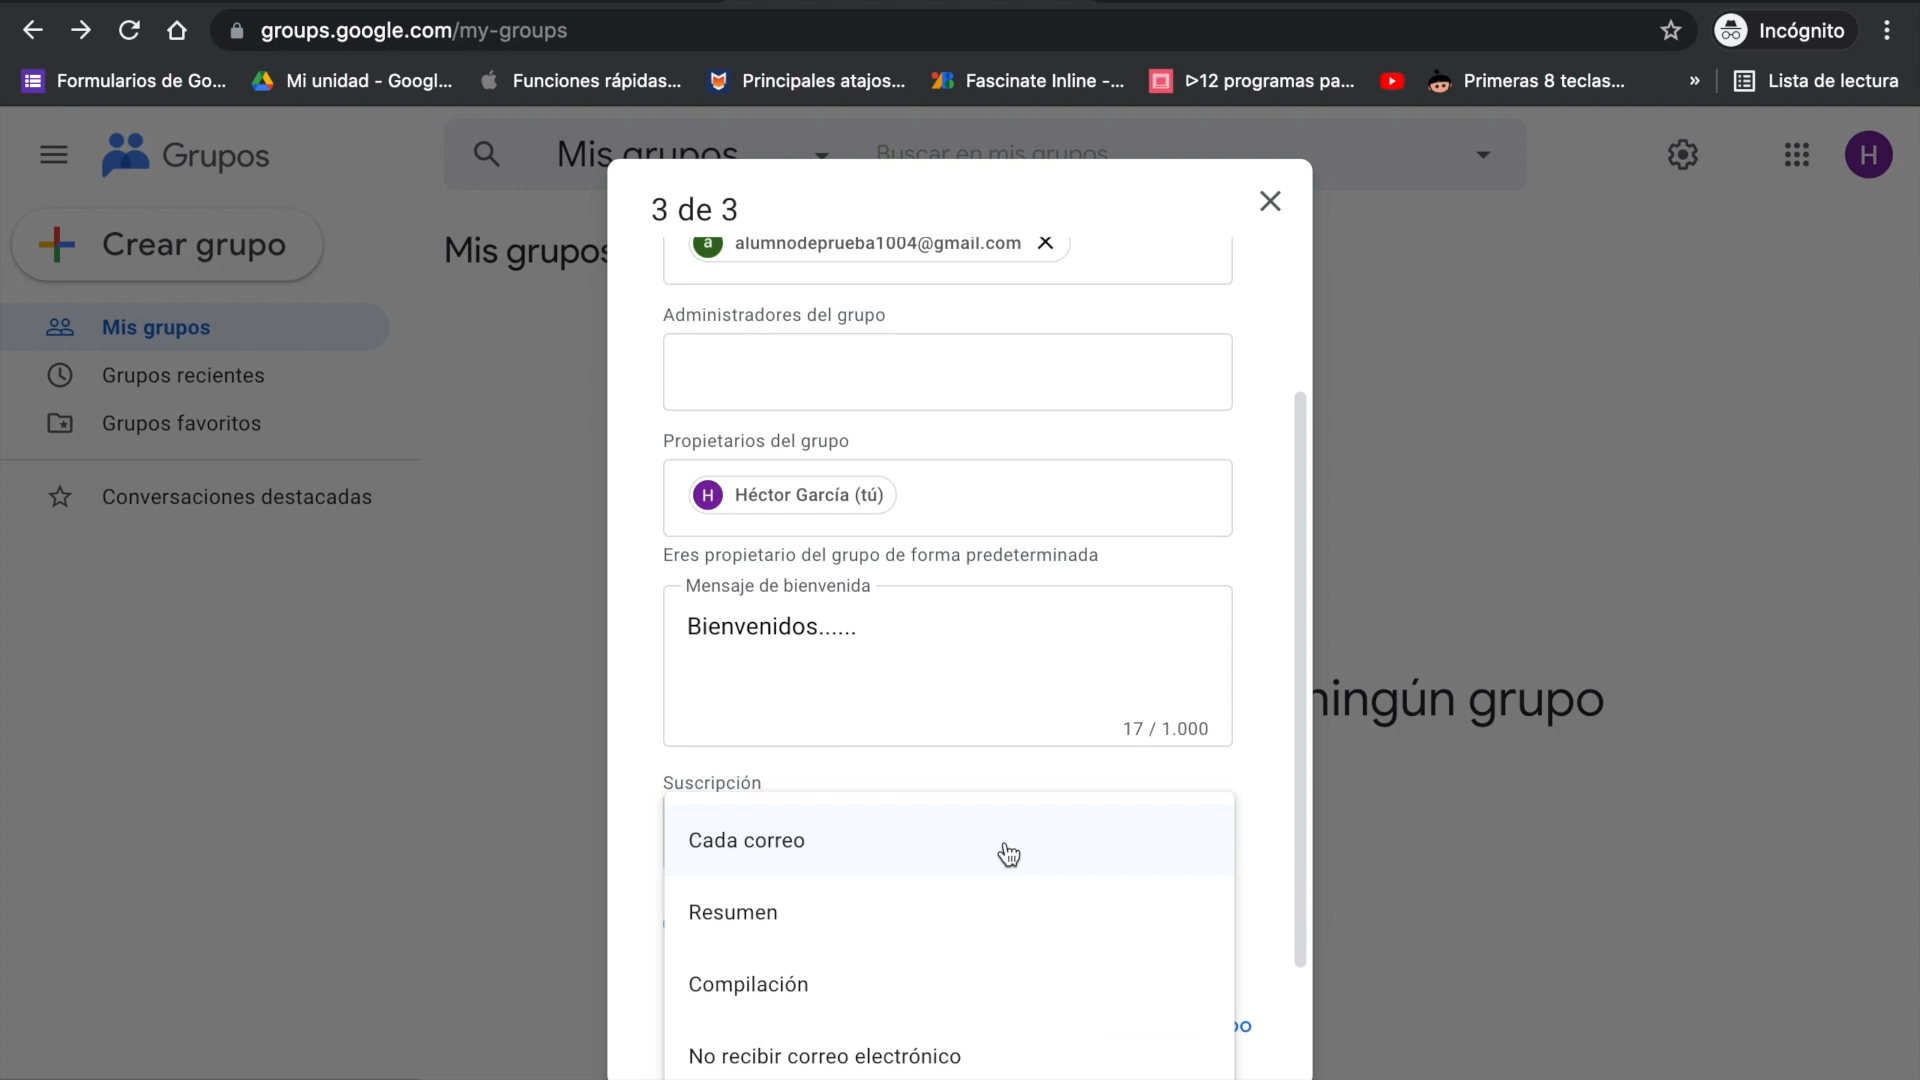 groups.google.com/my-groups
Incógnito
Formularios de Go...
Mi unidad - Googl...
Funciones rápidas...
Principales atajos...
Fascinate Inline -...
▷12 programas pa...
Primeras 8 teclas...
»
Lista de lectura
Grupos
Mis grupos
Buscar en mis grupos
H
Crear grupo
Mis grupos
Mis grupos
Grupos recientes
Grupos favoritos
Conversaciones destacadas
ningún grupo
3 de 3
a alumnodeprueba1004@gmail.com
Administradores del grupo
Propietarios del grupo
H Héctor García (tú)
Eres propietario del grupo de forma predeterminada
Mensaje de bienvenida
Bienvenidos......
17 / 1.000
Suscripción
Cada correo
Resumen
Compilación
No recibir correo electrónico